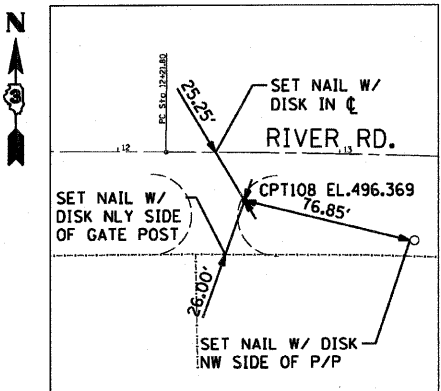 N
PC Sta 12+21.80
25.25'
SET NAIL W/
DISK IN ℄
12
RIVER RD.
13
CPT108 EL.496.369
76.85'
SET NAIL W/
DISK NLY SIDE
OF GATE POST
26.00'
SET NAIL W/ DISK
NW SIDE OF P/P